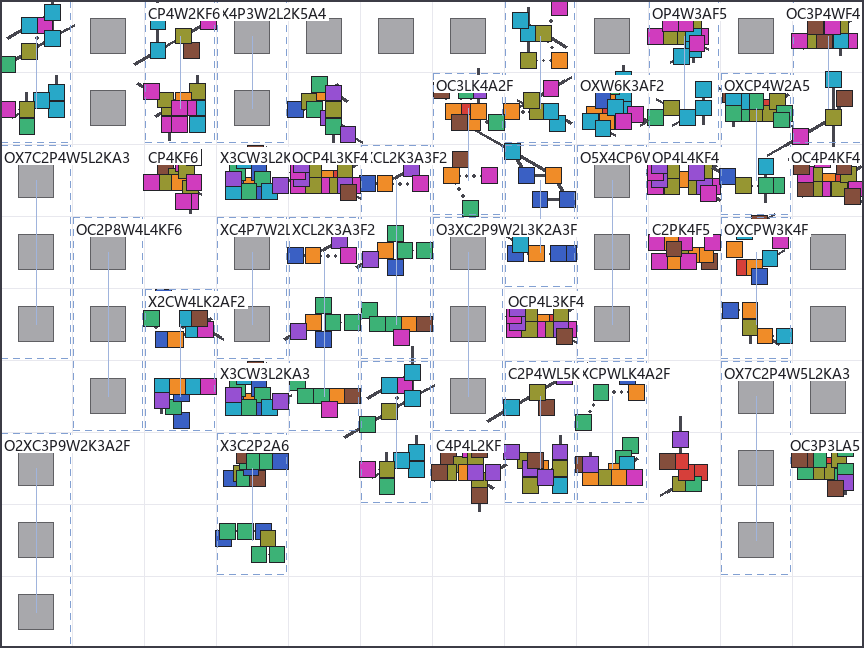 CP4W2KF6 X4P3W2L2K5A4 OP4W3AF5 OC3P4WF4
OC3LK4A2F OXW6K3AF2 OXCP4W2A5
OX7C2P4W5L2KA3 CP4KF6 X3CW3L2K OCP4L3KF4 CL2K3A3F2 O5X4CP6V OP4L4KF4 OC4P4KF4
OC2P8W4L4KF6 XC4P7W2L XCL2K3A3F2 O3XC2P9W2L3K2A3F C2PK4F5 OXCPW3K4F
X2CW4LK2AF2 OCP4L3KF4
X3CW3L2KA3 C2P4WL5K XCPWLK4A2F OX7C2P4W5L2KA3
O2XC3P9W2K3A2F X3C2P2A6 C4P4L2KF OC3P3LA5